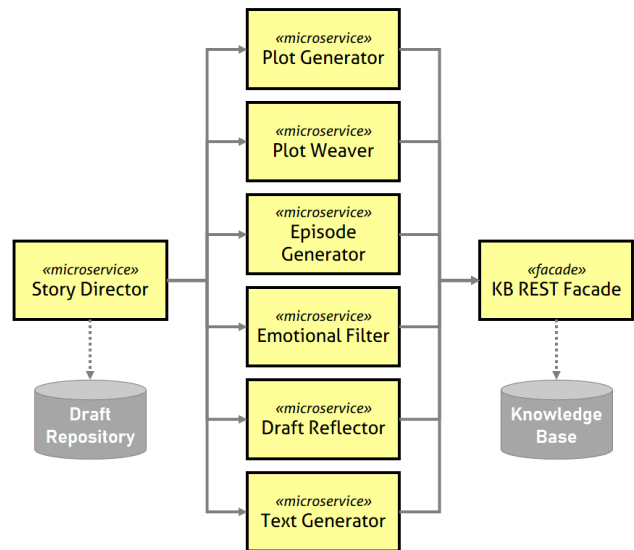 «microservice»
Plot Generator
«microservice»
Plot Weaver
«microservice»
Episode
Generator
«microservice»
Story Director
«facade»
KB REST Facade
«microservice»
Emotional Filter
Draft
Repository
«microservice»
Draft Reflector
Knowledge
Base
«microservice»
Text Generator